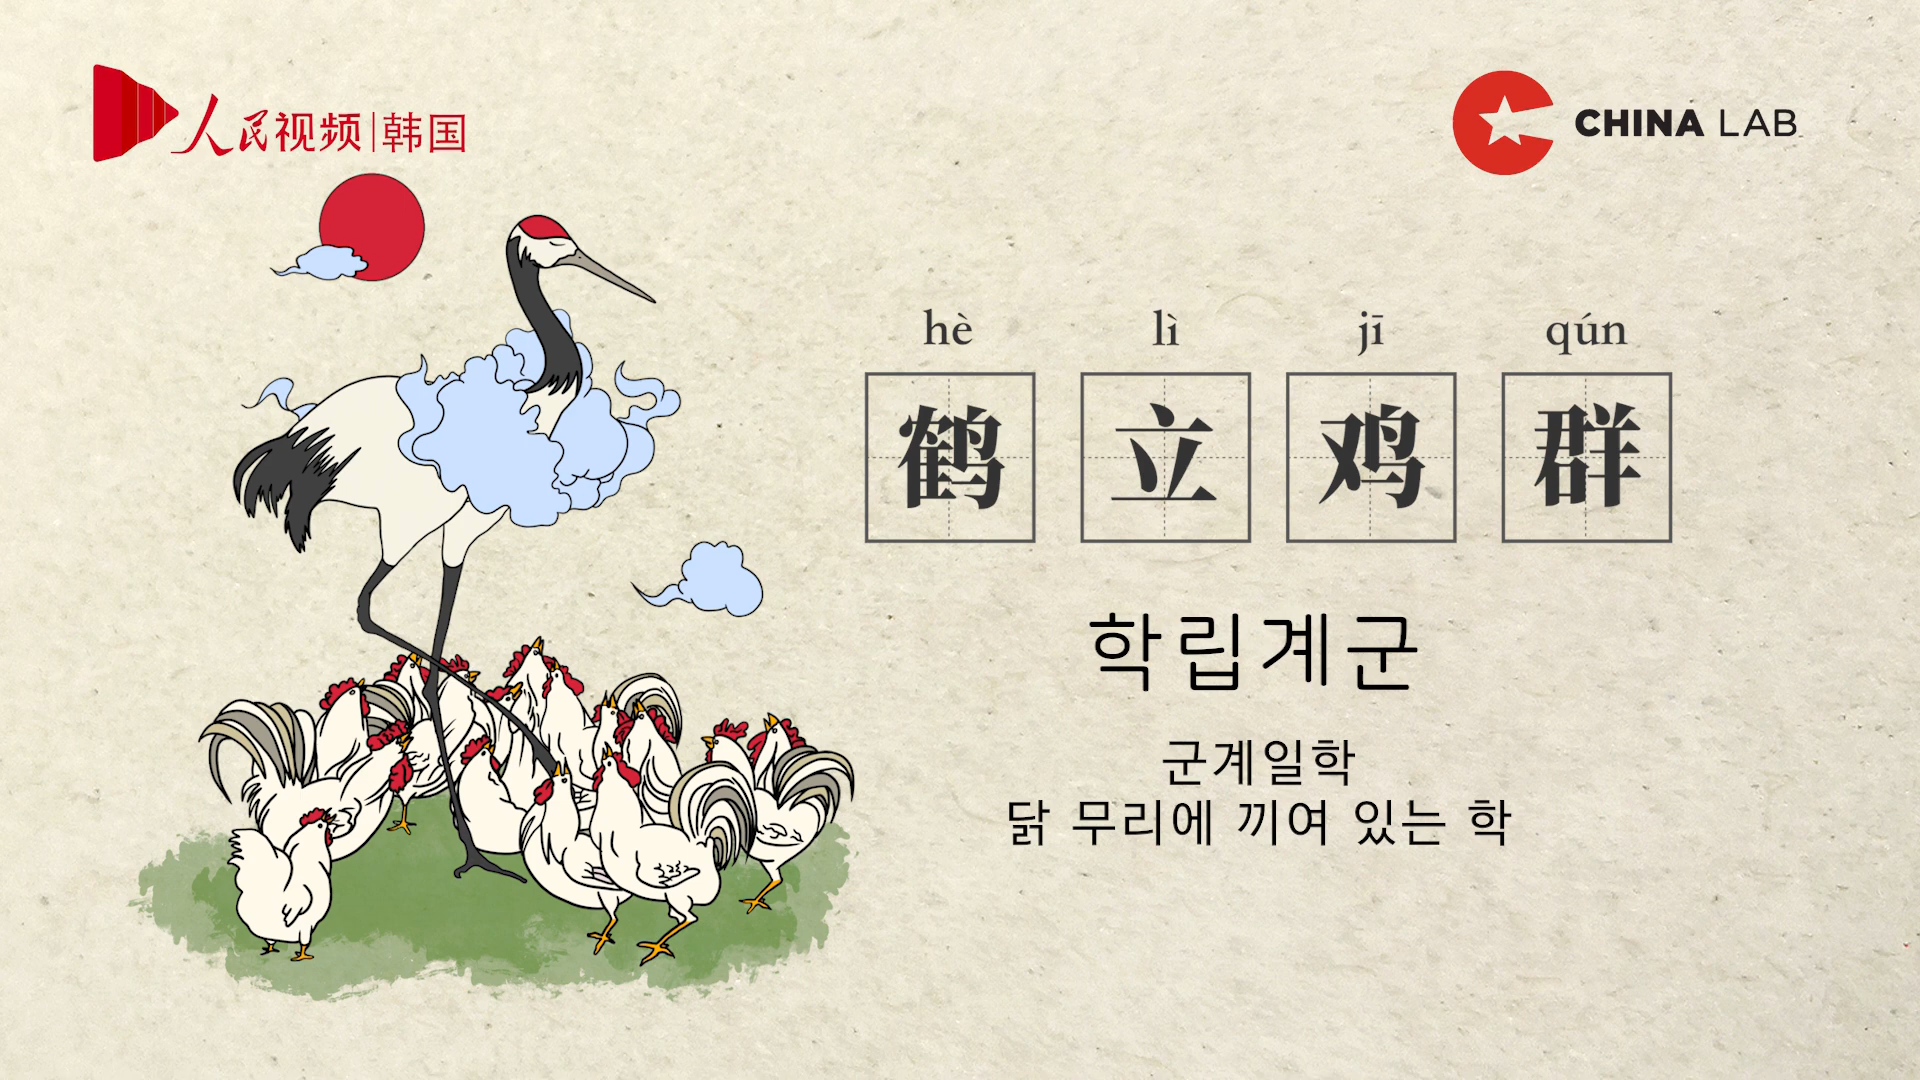 人民视频|韩国
CHINA LAB
hè lì jī qún
鹤立鸡群
학립계군
군계일학
닭 무리에 끼여 있는 학